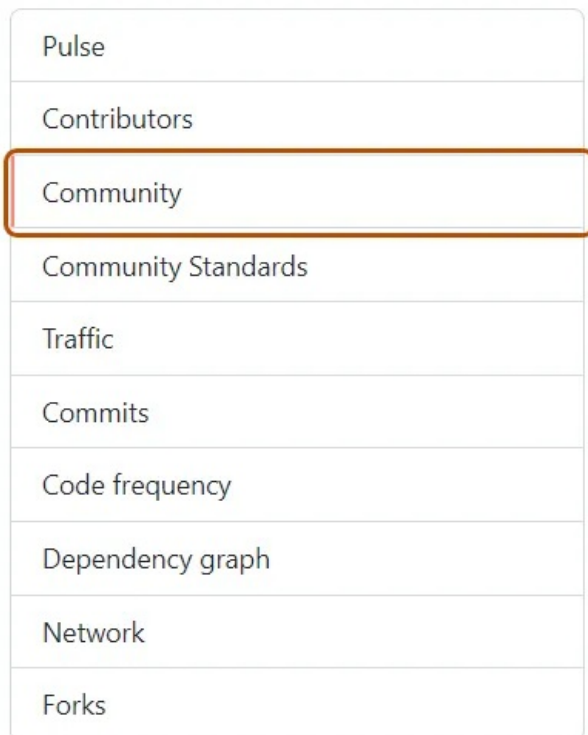 Pulse
Contributors
Community
Community Standards
Traffic
Commits
Code frequency
Dependency graph
Network
Forks